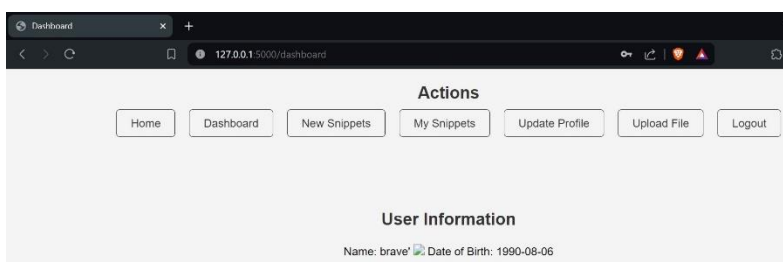 Dashboard
127.0.0.1:5000/dashboard
Actions
Home Dashboard New Snippets My Snippets Update Profile Upload File Logout
User Information
Name: brave' Date of Birth: 1990-08-06